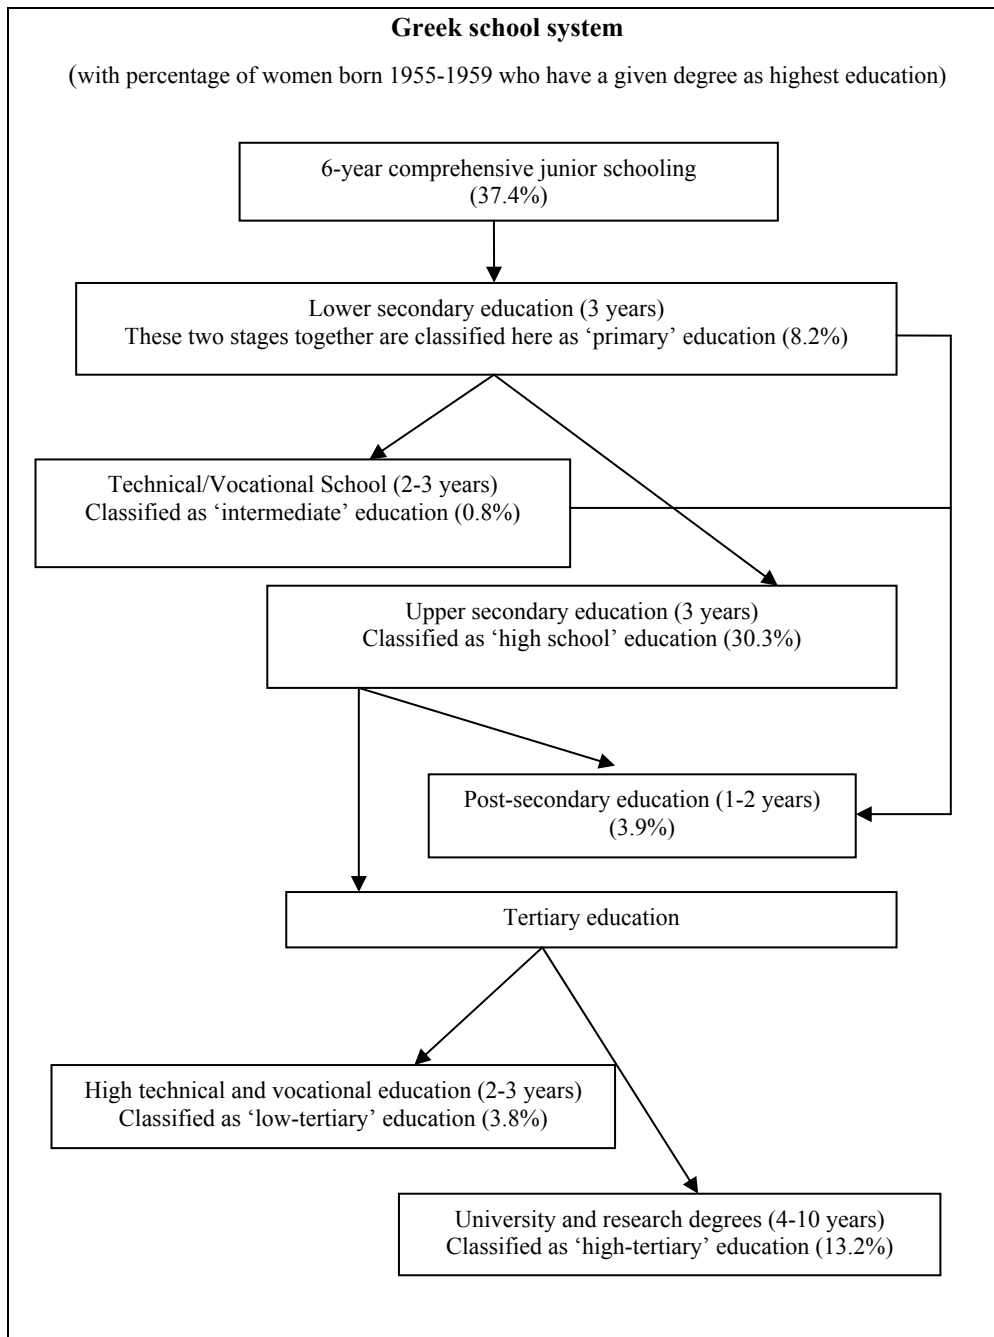 Greek school system
(with percentage of women born 1955-1959 who have a given degree as highest education)
6-year comprehensive junior schooling
(37.4%)
Lower secondary education (3 years)
These two stages together are classified here as ‘primary’ education (8.2%)
Technical/Vocational School (2-3 years)
Classified as ‘intermediate’ education (0.8%)
Upper secondary education (3 years)
Classified as ‘high school’ education (30.3%)
Post-secondary education (1-2 years)
(3.9%)
Tertiary education
High technical and vocational education (2-3 years)
Classified as ‘low-tertiary’ education (3.8%)
University and research degrees (4-10 years)
Classified as ‘high-tertiary’ education (13.2%)